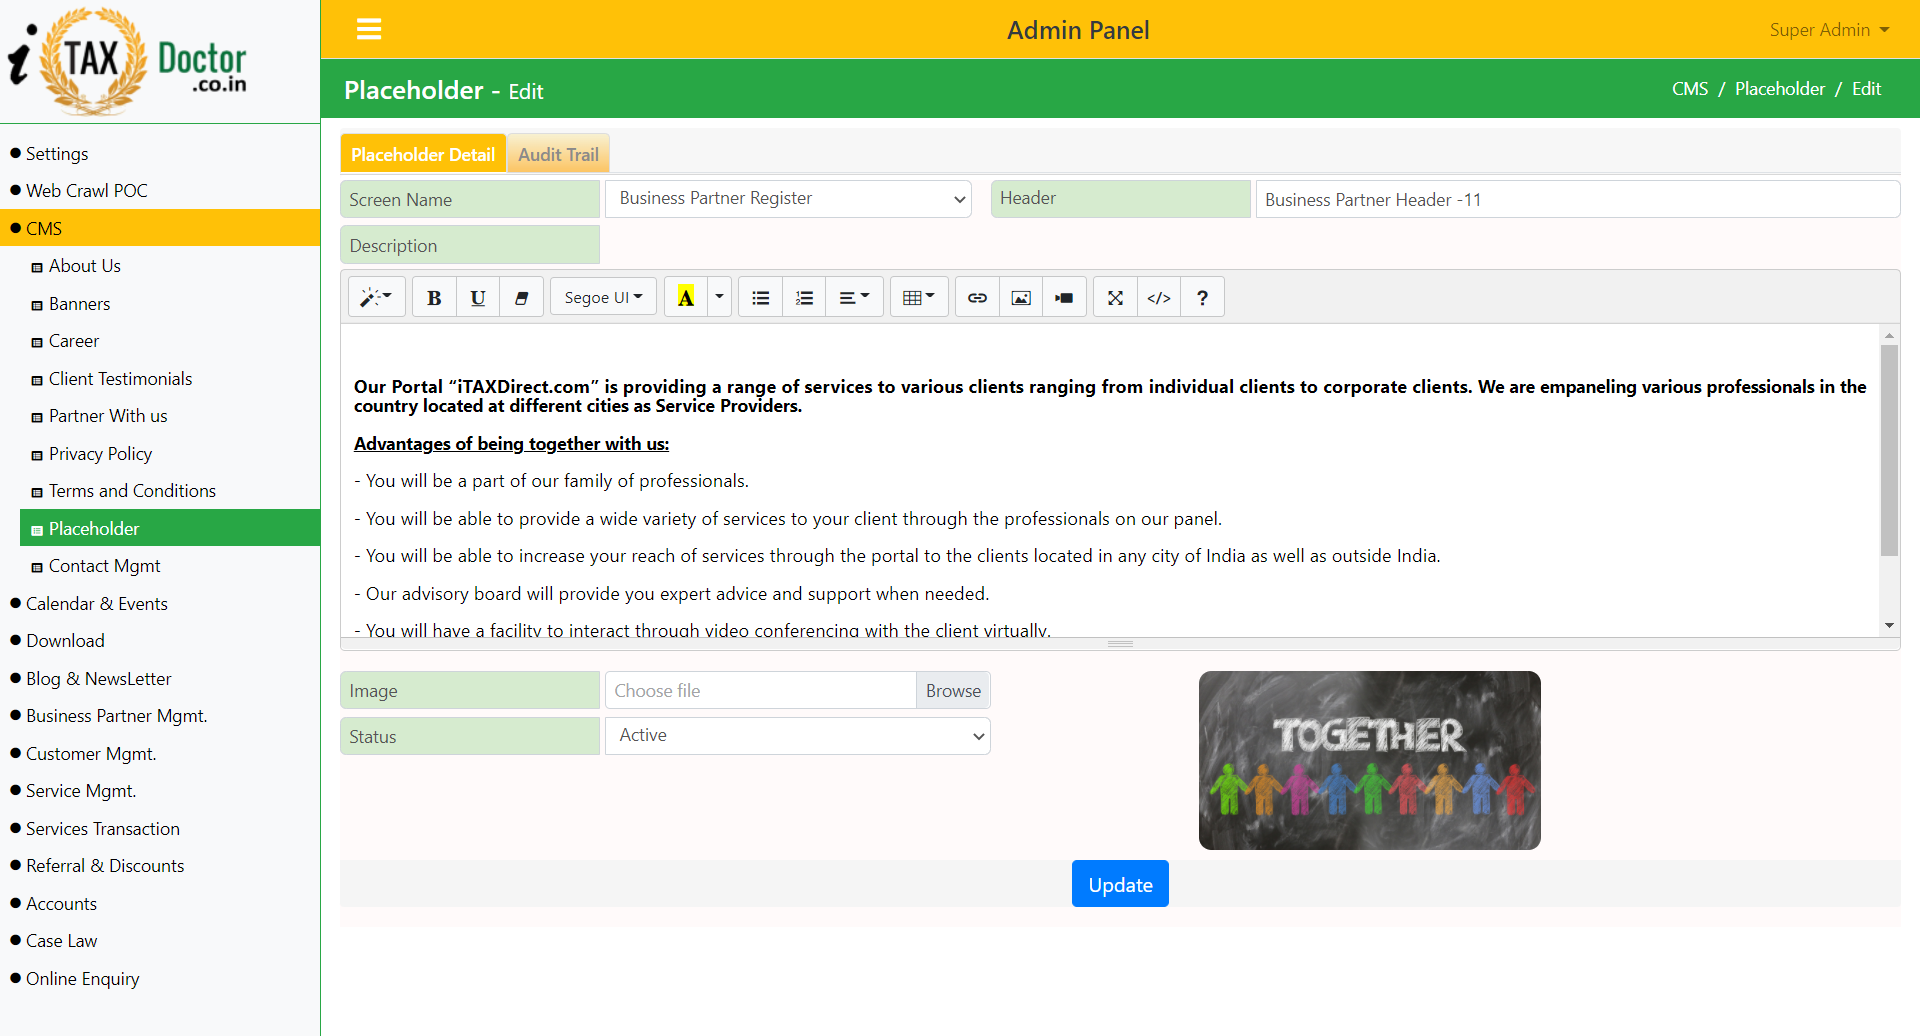 i TAX Doctor
.co.in
Admin Panel
Super Admin
Placeholder - Edit
CMS / Placeholder / Edit
Settings
Web Crawl POC
CMS
About Us
Banners
Career
Client Testimonials
Partner With us
Privacy Policy
Terms and Conditions
Placeholder
Contact Mgmt
Calendar & Events
Download
Blog & NewsLetter
Business Partner Mgmt.
Customer Mgmt.
Service Mgmt.
Services Transaction
Referral & Discounts
Accounts
Case Law
Online Enquiry
Placeholder Detail Audit Trail
Screen Name Business Partner Register Header Business Partner Header -11
Description
B U Segoe UI A </> ?
Our Portal “iTAXDirect.com” is providing a range of services to various clients ranging from individual clients to corporate clients. We are empaneling various professionals in the
country located at different cities as Service Providers.
Advantages of being together with us:
- You will be a part of our family of professionals.
- You will be able to provide a wide variety of services to your client through the professionals on our panel.
- You will be able to increase your reach of services through the portal to the clients located in any city of India as well as outside India.
- Our advisory board will provide you expert advice and support when needed.
- You will have a facility to interact through video conferencing with the client virtually.
Image Choose file Browse
Status Active
TOGETHER
Update